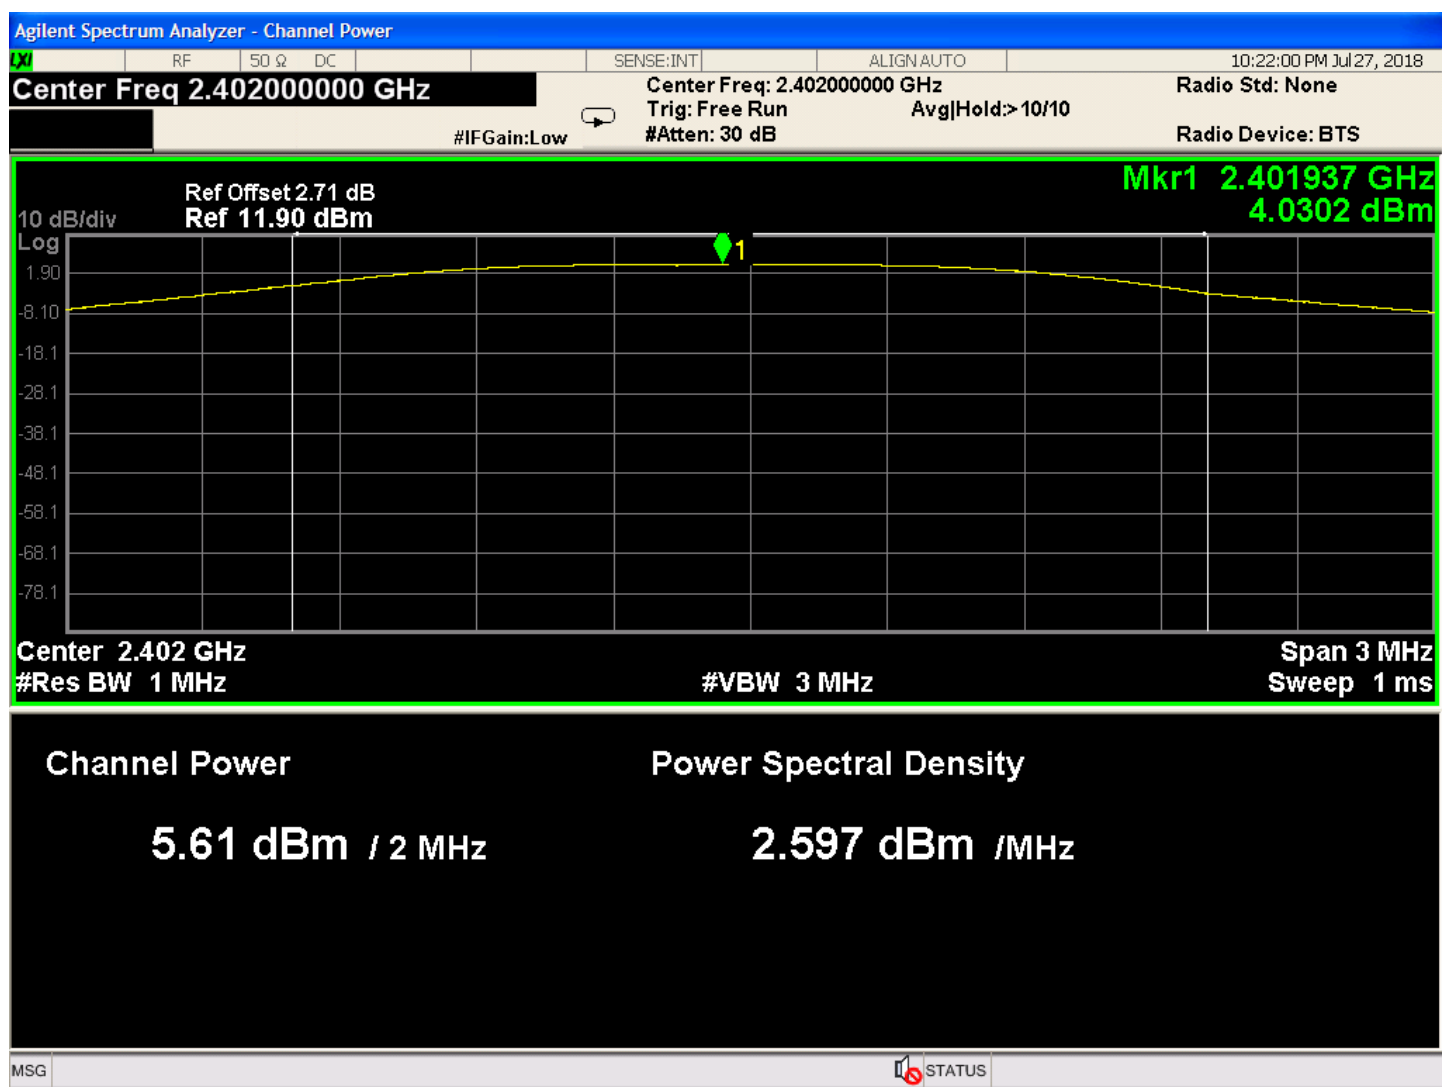 Agilent Spectrum Analyzer - Channel Power
LXI RF 50 Ω DC SENSE:INT ALIGN AUTO 10:22:00 PM Jul 27, 2018
Center Freq 2.402000000 GHz
Center Freq: 2.402000000 GHz
Radio Std: None
Trig: Free Run Avg|Hold:>10/10
#IFGain:Low
#Atten: 30 dB
Radio Device: BTS
Mkr1 2.401937 GHz
4.0302 dBm
Ref Offset 2.71 dB
10 dB/div Ref 11.90 dBm
Log
1
1.90
-8.10
-18.1
-28.1
-38.1
-48.1
-58.1
-68.1
-78.1
Center 2.402 GHz Span 3 MHz
#Res BW 1 MHz #VBW 3 MHz Sweep 1 ms
Channel Power Power Spectral Density
5.61 dBm / 2 MHz 2.597 dBm /MHz
MSG STATUS